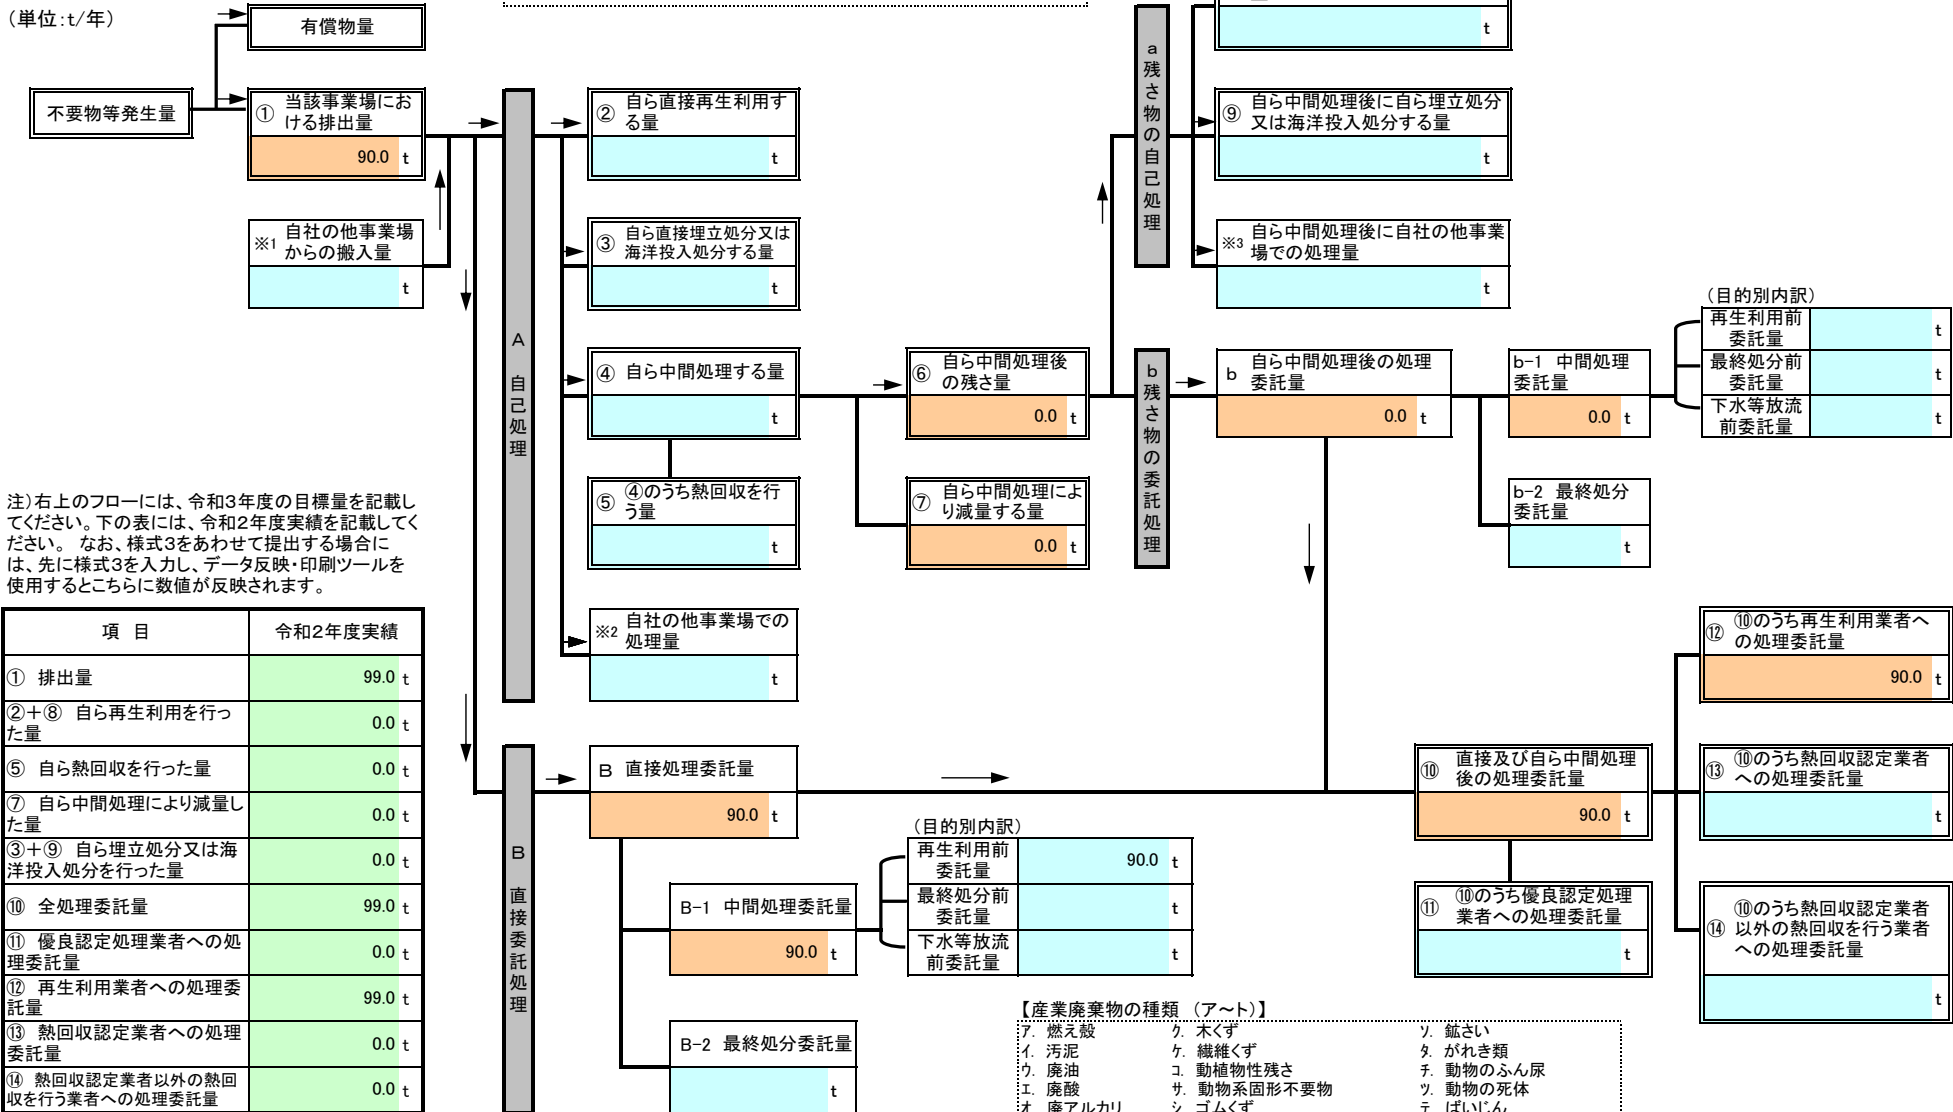 (単位:t/年)
有償物量
不要物等発生量
① 当該事業場にお
ける排出量
90.0 t
※1 自社の他事業場
からの搬入量
t
A 自己処理
② 自ら直接再生利用す
る量
t
③ 自ら直接埋立処分又は
海洋投入処分する量
t
④ 自ら中間処理する量
t
⑤ ④のうち熱回収を行
う量
t
※2 自社の他事業場での
処理量
t
⑥ 自ら中間処理後
の残さ量
0.0 t
⑦ 自ら中間処理によ
り減量する量
0.0 t
a 残さ物の自己処理
t
⑨ 自ら中間処理後に自ら埋立処分
又は海洋投入処分する量
t
※3 自ら中間処理後に自社の他事業
場での処理量
t
b 残さ物の委託処理
b 自ら中間処理後の処理
委託量
0.0 t
b-1 中間処理
委託量
0.0 t
(目的別内訳)
再生利用前
委託量
t
最終処分前
委託量
t
下水等放流
前委託量
t
b-2 最終処分
委託量
t
注)右上のフローには、令和3年度の目標量を記載し
てください。下の表には、令和2年度実績を記載してく
ださい。 なお、様式3をあわせて提出する場合に
は、先に様式3を入力し、データ反映・印刷ツールを
使用するとこちらに数値が反映されます。
項 目 令和2年度実績
① 排出量 99.0 t
②+⑧ 自ら再生利用を行っ
た量 0.0 t
⑤ 自ら熱回収を行った量 0.0 t
⑦ 自ら中間処理により減量し
た量 0.0 t
③+⑨ 自ら埋立処分又は海
洋投入処分を行った量 0.0 t
⑩ 全処理委託量 99.0 t
⑪ 優良認定処理業者への処
理委託量 0.0 t
⑫ 再生利用業者への処理委
託量 99.0 t
⑬ 熱回収認定業者への処理
委託量 0.0 t
⑭ 熱回収認定業者以外の熱回
収を行う業者への処理委託量 0.0 t
B 直接委託処理
B 直接処理委託量
90.0 t
B-1 中間処理委託量
90.0 t
B-2 最終処分委託量
t
(目的別内訳)
再生利用前
委託量
90.0 t
最終処分前
委託量
t
下水等放流
前委託量
t
⑩ 直接及び自ら中間処理
後の処理委託量
90.0 t
⑪ ⑩のうち優良認定処理
業者への処理委託量
t
⑫ ⑩のうち再生利用業者へ
の処理委託量
90.0 t
⑬ ⑩のうち熱回収認定業者
への処理委託量
t
⑭ ⑩のうち熱回収認定業者
以外の熱回収を行う業者
への処理委託量
t
【産業廃棄物の種類 (ア~ト)】
ア. 燃え殻 ク. 木くず ソ. 鉱さい
イ. 汚泥 ケ. 繊維くず タ. がれき類
ウ. 廃油 コ. 動植物性残さ チ. 動物のふん尿
エ. 廃酸 サ. 動物系固形不要物 ツ. 動物の死体
オ. 廃アルカリ シ. ゴムくず テ. ばいじん